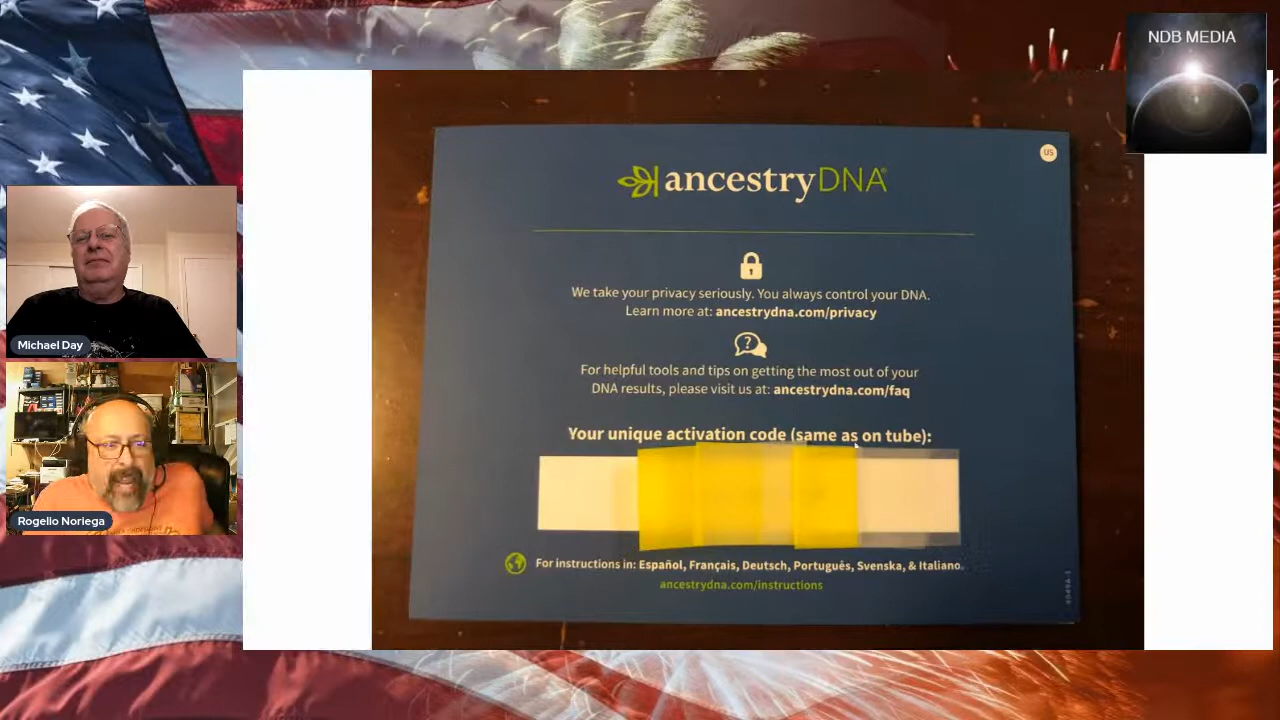 NDB MEDIA
US
ancestryDNA
We take your privacy seriously. You always control your DNA.
Learn more at: ancestrydna.com/privacy
?
For helpful tools and tips on getting the most out of your
DNA results, please visit us at: ancestrydna.com/faq
Your unique activation code (same as on tube):
For instructions in: Español, Français, Deutsch, Português, Svenska, & Italiano.
ancestrydna.com/instructions
Michael Day
Rogelio Noriega